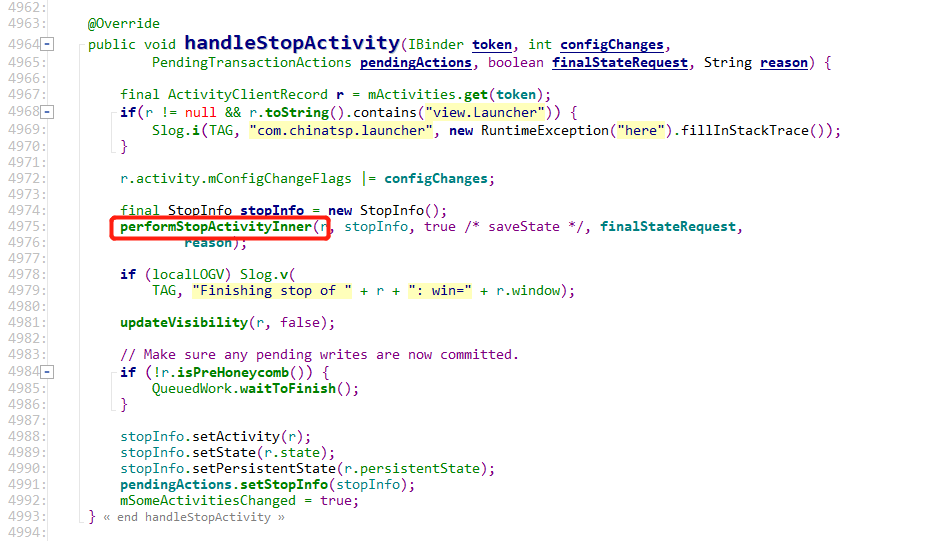 4962:
4963: @Override
4964: public void handleStopActivity(IBinder token, int configChanges,
4965: PendingTransactionActions pendingActions, boolean finalStateRequest, String reason) {
4966:
4967: final ActivityClientRecord r = mActivities.get(token);
4968: if(r != null && r.toString().contains("view.Launcher")) {
4969: Slog.i(TAG, "com.chinatsp.launcher", new RuntimeException("here").fillInStackTrace());
4970: }
4971:
4972: r.activity.mConfigChangeFlags |= configChanges;
4973:
4974: final StopInfo stopInfo = new StopInfo();
4975: performStopActivityInner(r, stopInfo, true /* saveState */, finalStateRequest,
4976: reason);
4977:
4978: if (localLOGV) Slog.v(
4979: TAG, "Finishing stop of " + r + ": win=" + r.window);
4980:
4981: updateVisibility(r, false);
4982:
4983: // Make sure any pending writes are now committed.
4984: if (!r.isPreHoneycomb()) {
4985: QueuedWork.waitToFinish();
4986: }
4987:
4988: stopInfo.setActivity(r);
4989: stopInfo.setState(r.state);
4990: stopInfo.setPersistentState(r.persistentState);
4991: pendingActions.setStopInfo(stopInfo);
4992: mSomeActivitiesChanged = true;
4993: } « end handleStopActivity »
4994: